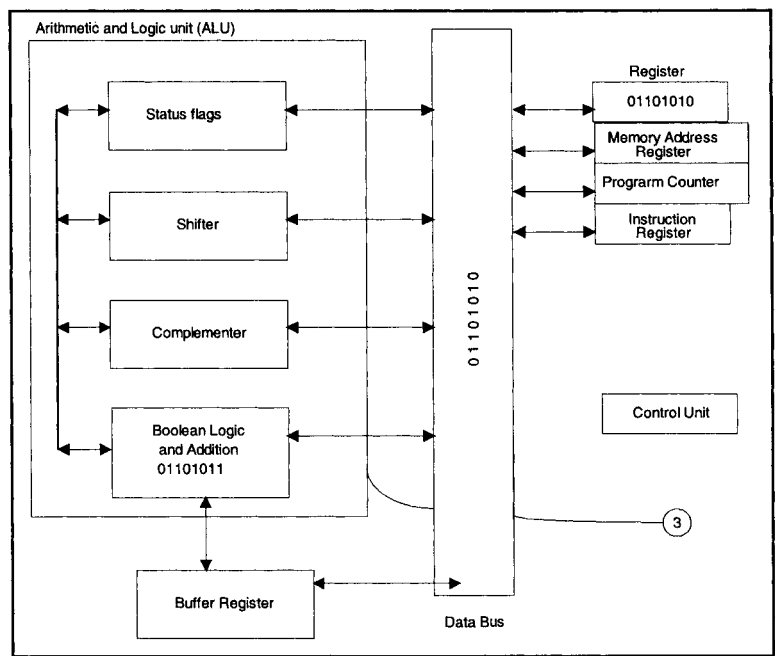 Arithmetic and Logic unit (ALU)
Status flags
Shifter
Complementer
Boolean Logic
and Addition
01101011
Buffer Register
01101010
Data Bus
Register
01101010
Memory Address
Register
Prograrm Counter
Instruction
Register
Control Unit
3